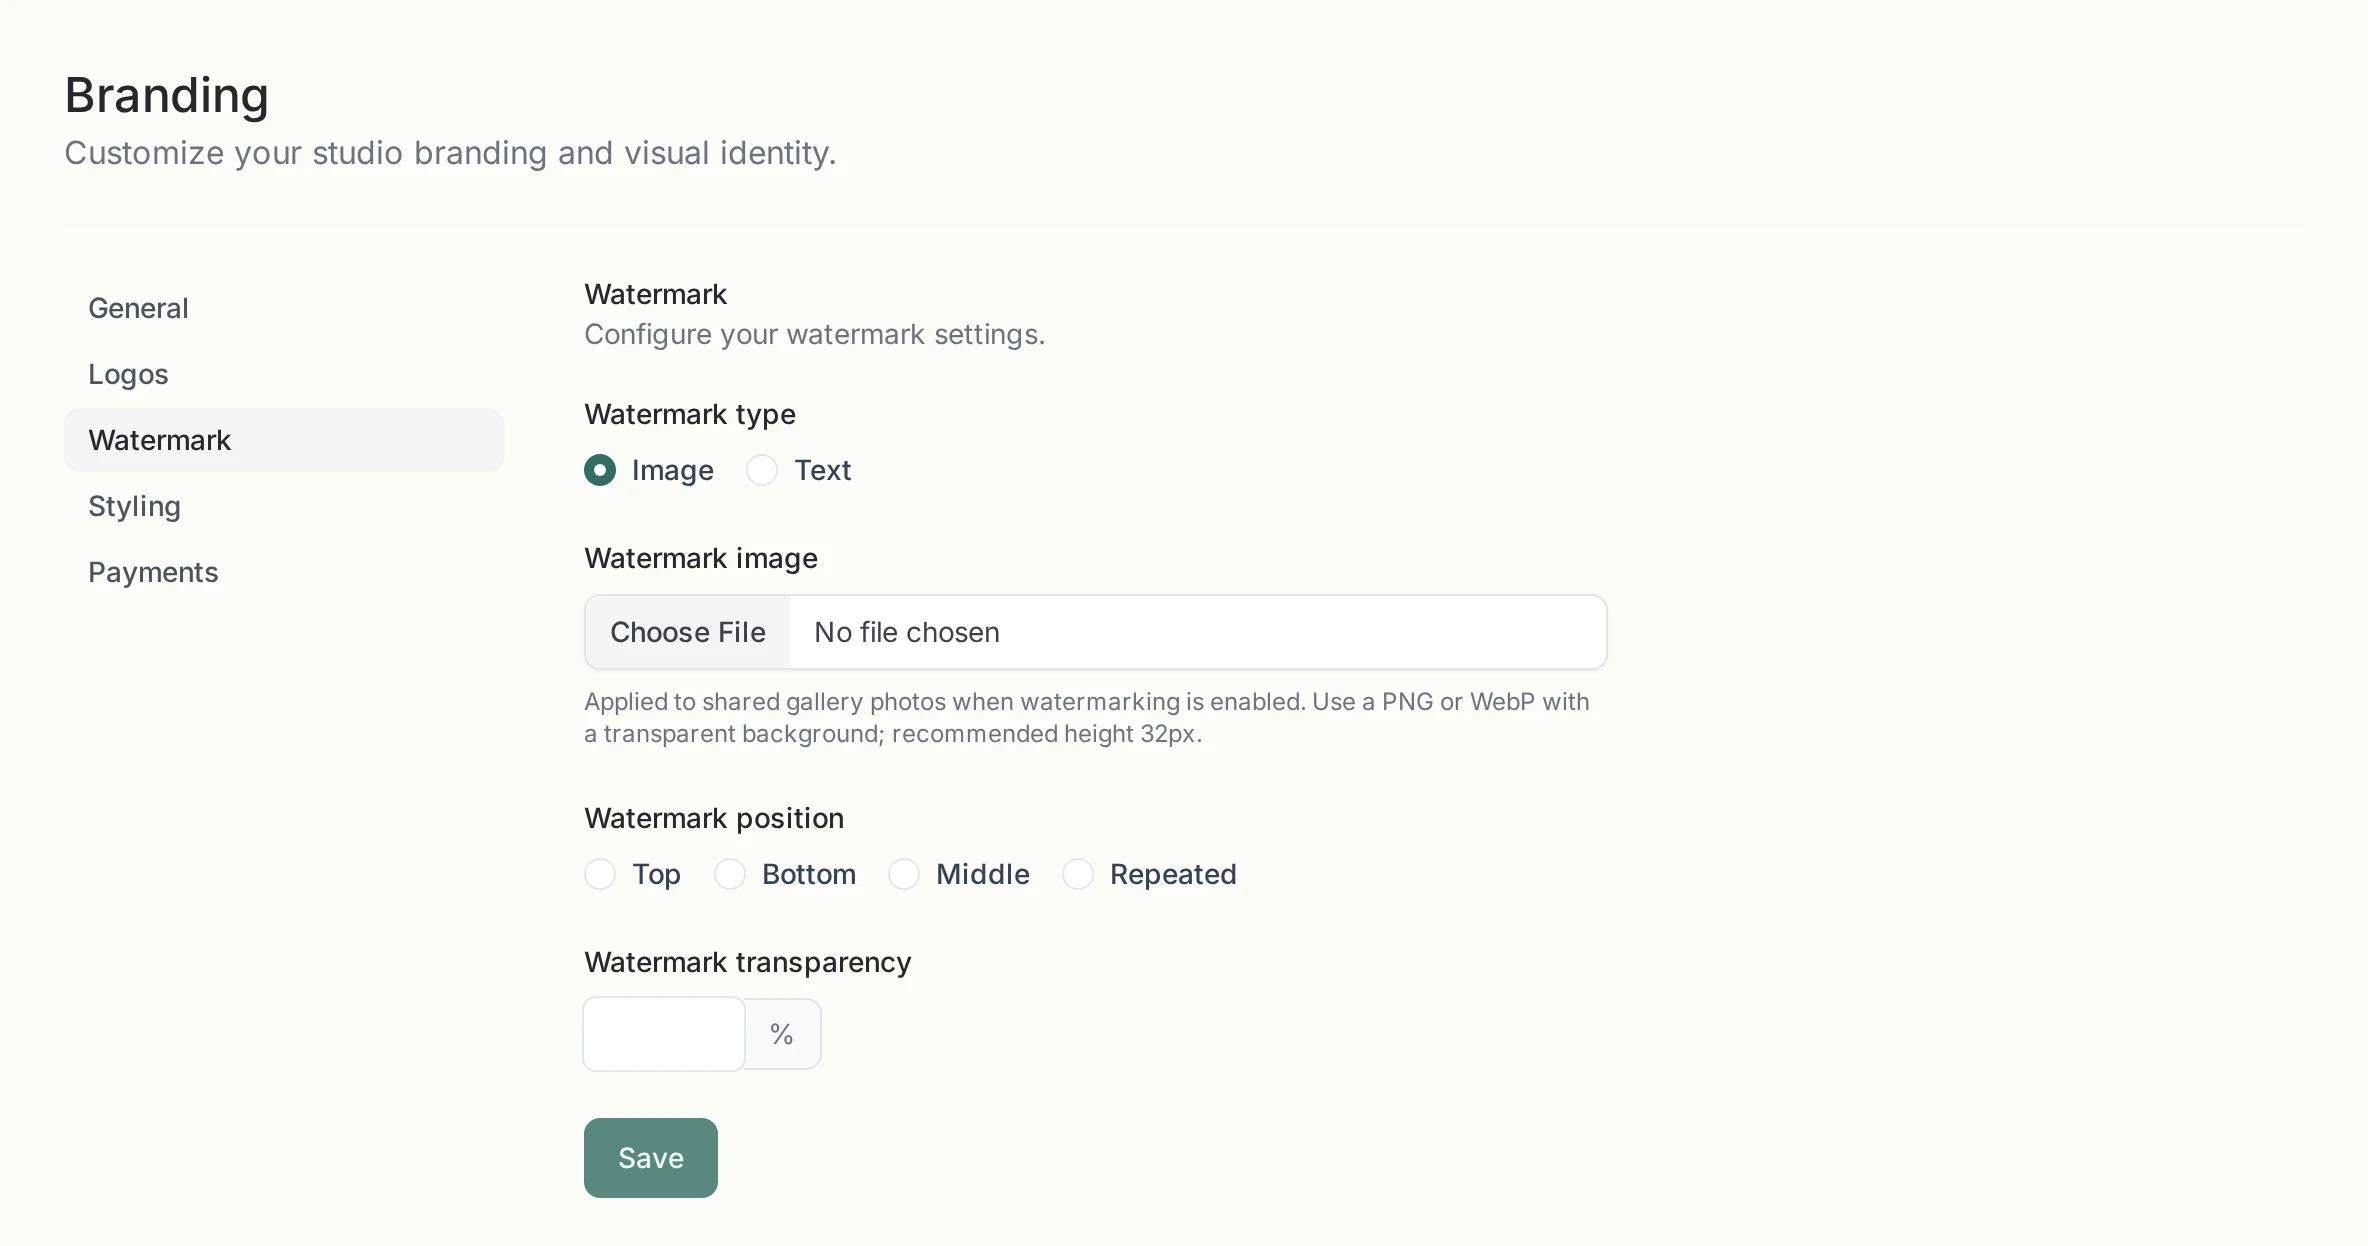 Branding
Customize your studio branding and visual identity.
General
Logos
Watermark
Styling
Payments
Watermark
Configure your watermark settings.
Watermark type
Image Text
Watermark image
Choose File No file chosen
Applied to shared gallery photos when watermarking is enabled. Use a PNG or WebP with
a transparent background; recommended height 32px.
Watermark position
Top Bottom Middle Repeated
Watermark transparency
%
Save